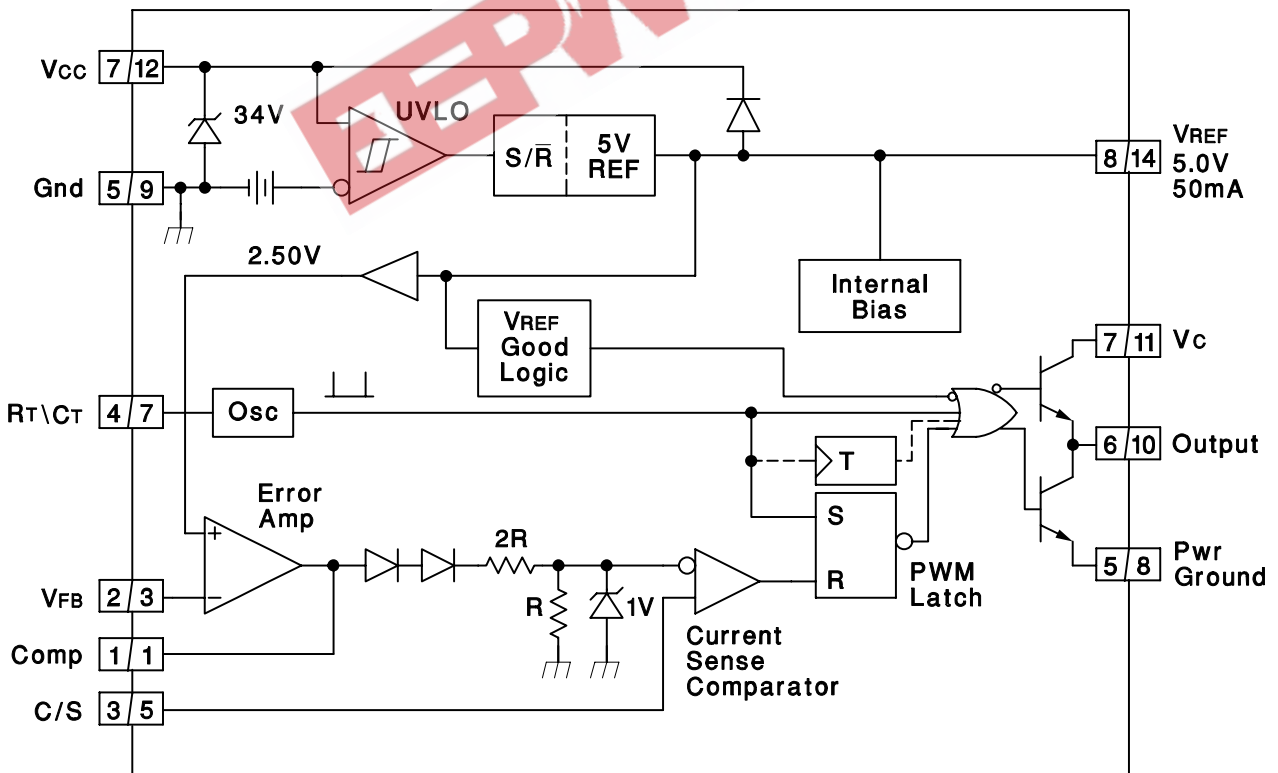 EEPW
Vcc 7 12
34V
UVLO
S/R̅
5V
REF
8 14
VREF
5.0V
50mA
Gnd 5 9
2.50V
Internal
Bias
VREF
Good
Logic
7 11 Vc
RT\CT 4 7
Osc
6 10 Output
T
Error
Amp
+
−
S
R
2R
R
1V
PWM
Latch
5 8
Pwr
Ground
VFB 2 3
Comp 1 1
Current
Sense
Comparator
C/S 3 5